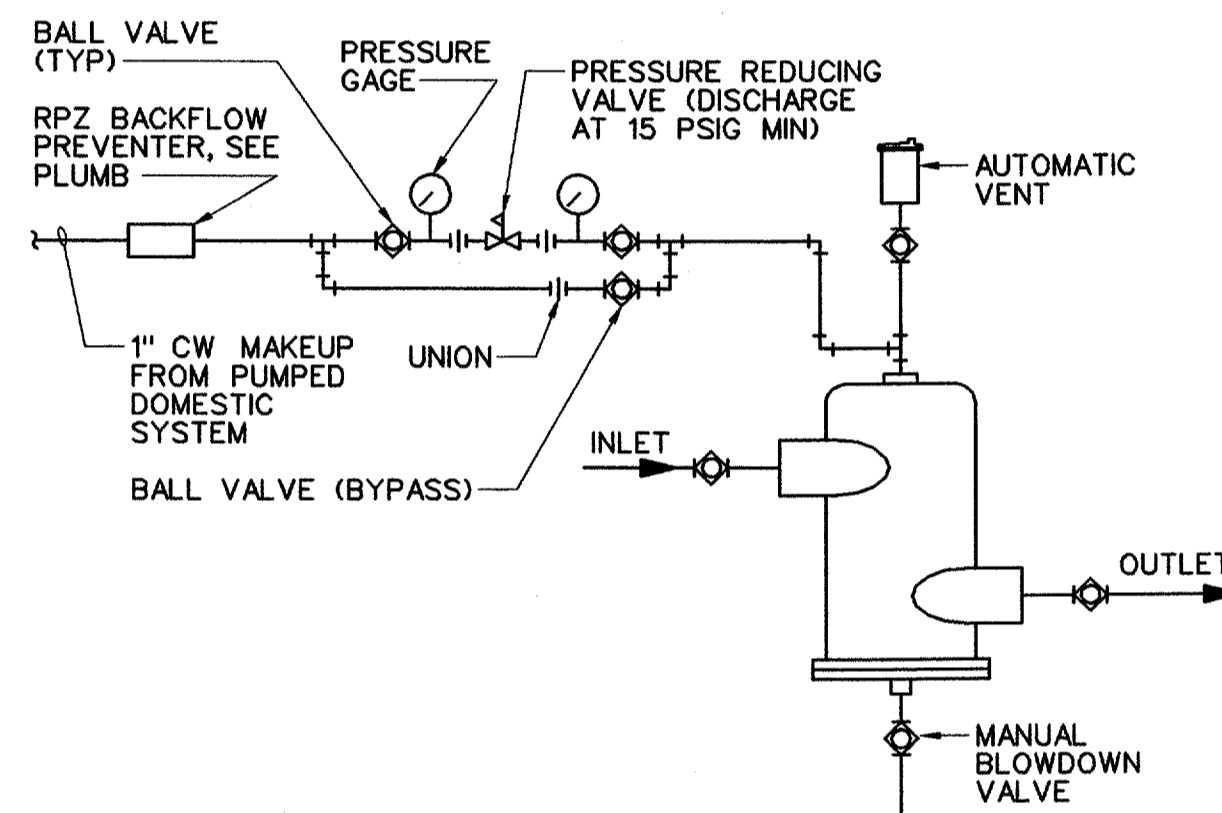 BALL VALVE
(TYP)
PRESSURE
GAGE
PRESSURE REDUCING
VALVE (DISCHARGE
AT 15 PSIG MIN)
RPZ BACKFLOW
PREVENTER, SEE
PLUMB
AUTOMATIC
VENT
1" CW MAKEUP
FROM PUMPED
DOMESTIC
SYSTEM
UNION
BALL VALVE (BYPASS)
INLET
OUTLET
MANUAL
BLOWDOWN
VALVE